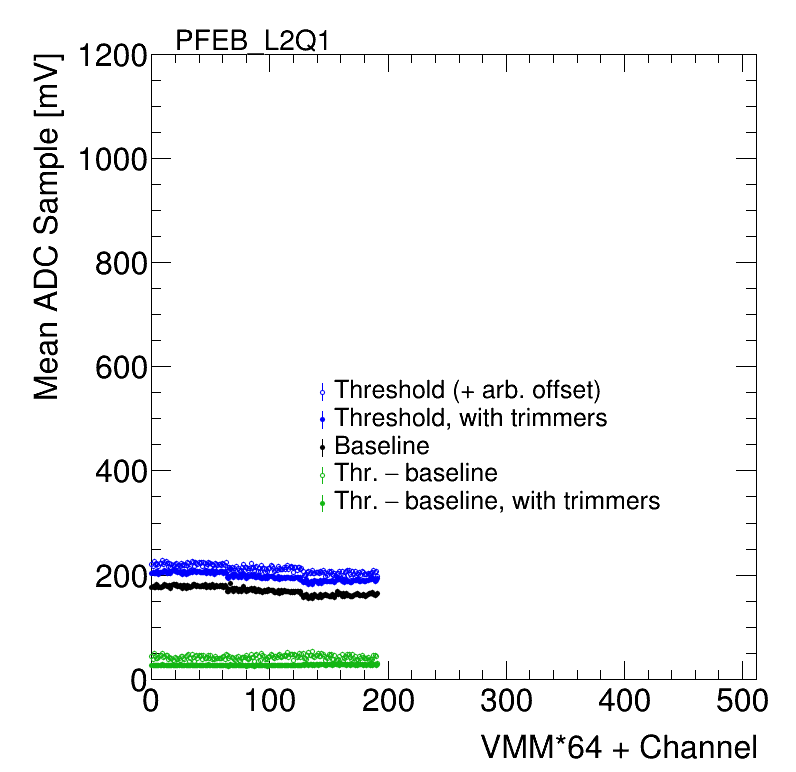 PFEB_L2Q1
Mean ADC Sample [mV]
1200
1000
800
600
400
200
0
Threshold (+ arb. offset)
Threshold, with trimmers
Baseline
Thr. – baseline
Thr. – baseline, with trimmers
0 100 200 300 400 500
VMM*64 + Channel